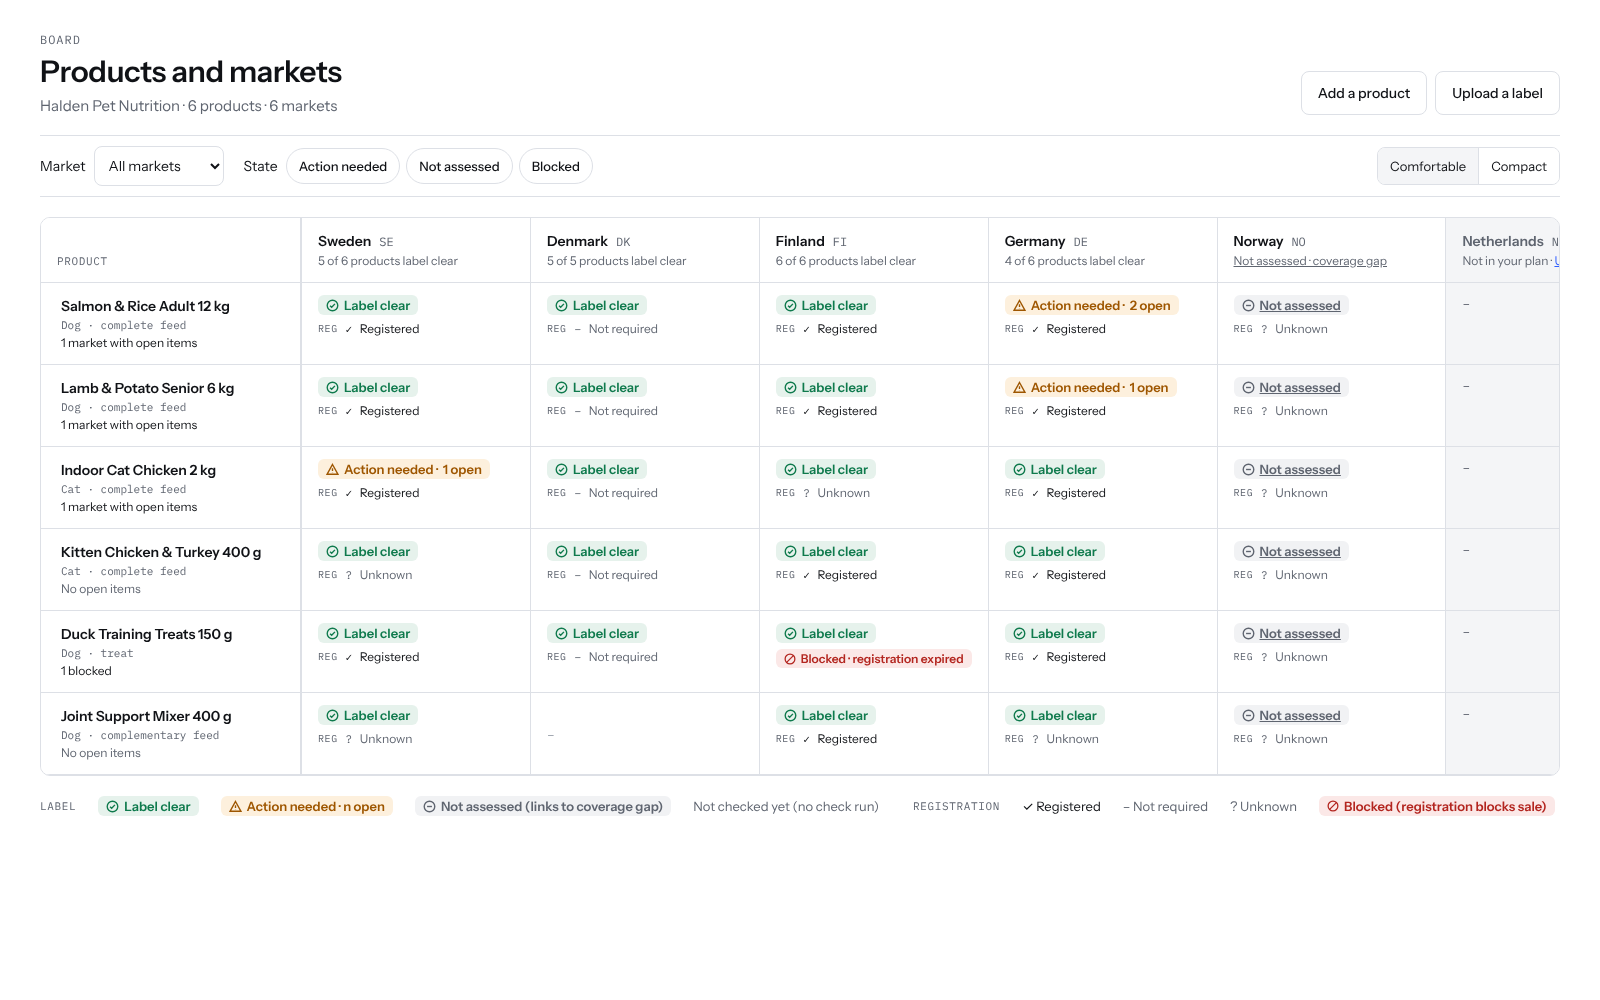 BOARD
Products and markets
Halden Pet Nutrition · 6 products · 6 markets
Add a product
Upload a label
Market
All markets
State
Action needed
Not assessed
Blocked
Comfortable
Compact
PRODUCT
Sweden SE
5 of 6 products label clear
Denmark DK
5 of 5 products label clear
Finland FI
6 of 6 products label clear
Germany DE
4 of 6 products label clear
Norway NO
Not assessed · coverage gap
Netherlands N
Not in your plan · U
Salmon & Rice Adult 12 kg
Dog · complete feed
1 market with open items
Label clear
REG ✓ Registered
Label clear
REG – Not required
Label clear
REG ✓ Registered
Action needed · 2 open
REG ✓ Registered
Not assessed
REG ? Unknown
–
Lamb & Potato Senior 6 kg
Dog · complete feed
1 market with open items
Label clear
REG ✓ Registered
Label clear
REG – Not required
Label clear
REG ✓ Registered
Action needed · 1 open
REG ✓ Registered
Not assessed
REG ? Unknown
–
Indoor Cat Chicken 2 kg
Cat · complete feed
1 market with open items
Action needed · 1 open
REG ✓ Registered
Label clear
REG – Not required
Label clear
REG ? Unknown
Label clear
REG ✓ Registered
Not assessed
REG ? Unknown
–
Kitten Chicken & Turkey 400 g
Cat · complete feed
No open items
Label clear
REG ? Unknown
Label clear
REG – Not required
Label clear
REG ✓ Registered
Label clear
REG ✓ Registered
Not assessed
REG ? Unknown
–
Duck Training Treats 150 g
Dog · treat
1 blocked
Label clear
REG ✓ Registered
Label clear
REG – Not required
Label clear
Blocked · registration expired
Label clear
REG ✓ Registered
Not assessed
REG ? Unknown
–
Joint Support Mixer 400 g
Dog · complementary feed
No open items
Label clear
REG ? Unknown
–
Label clear
REG ✓ Registered
Label clear
REG ? Unknown
Not assessed
REG ? Unknown
–
LABEL Label clear Action needed · n open Not assessed (links to coverage gap) Not checked yet (no check run) REGISTRATION ✓ Registered – Not required ? Unknown Blocked (registration blocks sale)